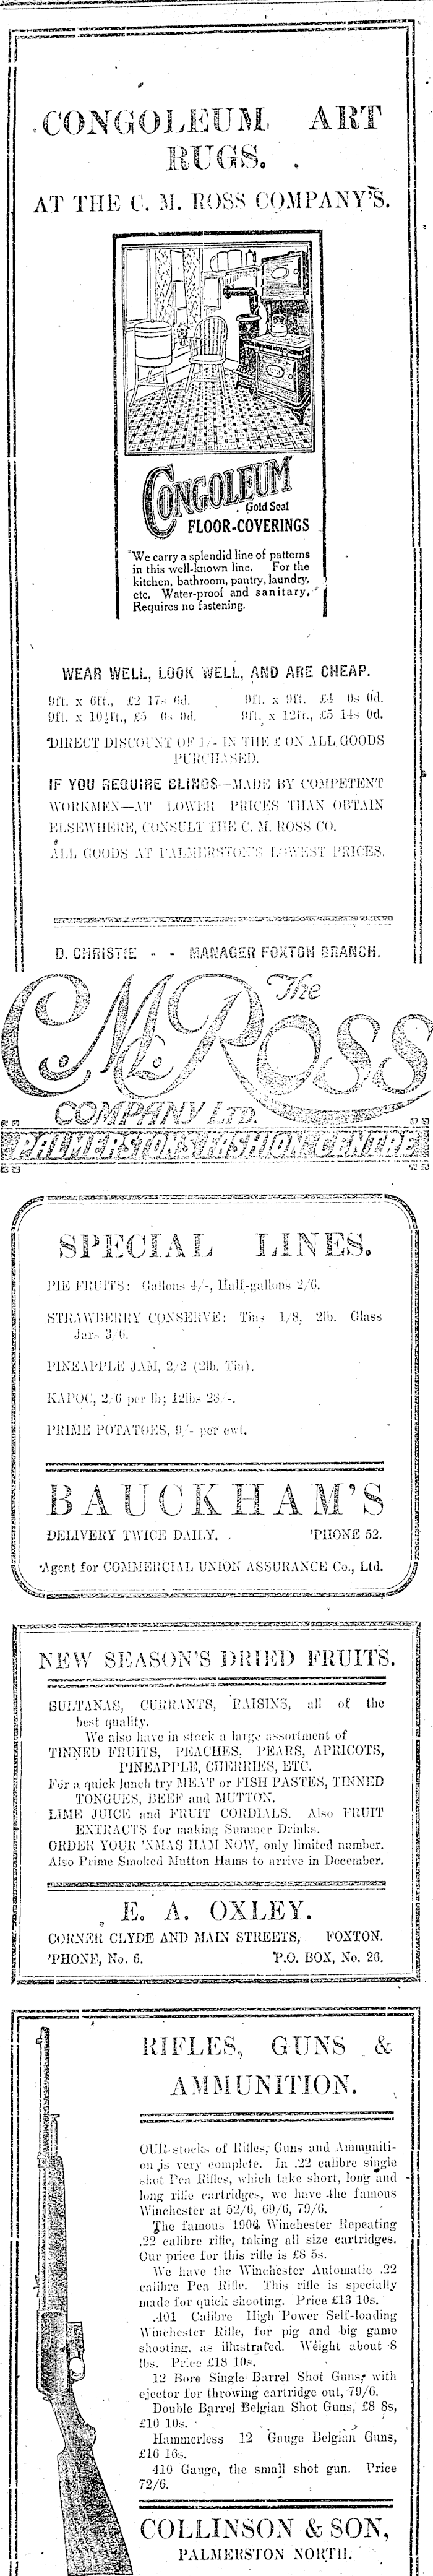 CONGOLEUM ART
RUGS.
AT THE C. M. ROSS COMPANY'S.
CONGOLEUM
Gold Seal
FLOOR-COVERINGS
We carry a splendid line of patterns
in this well-known line. For the
kitchen, bathroom, pantry, laundry,
etc. Water-proof and sanitary.
Requires no fastening.
WEAR WELL, LOOK WELL, AND ARE CHEAP.
9ft. x 6ft., £2 17s 6d. 9ft. x 9ft. £4 0s 0d.
9ft. x 10½ft., £5 0s 0d. 9ft. x 12ft., £5 14s 0d.
DIRECT DISCOUNT OF 1/- IN THE £ ON ALL GOODS
PURCHASED.
IF YOU REQUIRE BLINDS—MADE BY COMPETENT
WORKMEN—AT LOWER PRICES THAN OBTAIN
ELSEWHERE, CONSULT THE C. M. ROSS CO.
ALL GOODS AT PALMERSTON'S LOWEST PRICES.
D. CHRISTIE - - MANAGER FOXTON BRANCH.
The
C.M. ROSS
COMPANY LTD.
PALMERSTON'S FASHION CENTRE
SPECIAL LINES.
PIE FRUITS: Gallons 4/-, Half-gallons 2/6.
STRAWBERRY CONSERVE: Tins 1/8, 2lb. Glass
Jars 3/6.
PINEAPPLE JAM, 2/2 (2lb. Tin).
KAPOC, 2/6 per lb; 12lbs 28/-.
PRIME POTATOES, 9/- per cwt.
BAUCKHAM'S
DELIVERY TWICE DAILY. 'PHONE 52.
Agent for COMMERCIAL UNION ASSURANCE Co., Ltd.
NEW SEASON'S DRIED FRUITS.
SULTANAS, CURRANTS, RAISINS, all of the
best quality.
We also have in stock a large assortment of
TINNED FRUITS, PEACHES, PEARS, APRICOTS,
PINEAPPLE, CHERRIES, ETC.
For a quick lunch try MEAT or FISH PASTES, TINNED
TONGUES, BEEF and MUTTON.
LIME JUICE and FRUIT CORDIALS. Also FRUIT
EXTRACTS for making Summer Drinks.
ORDER YOUR 'XMAS HAM NOW, only limited number.
Also Prime Smoked Mutton Hams to arrive in December.
E. A. OXLEY.
CORNER CLYDE AND MAIN STREETS, FOXTON.
'PHONE, No. 6. P.O. BOX, No. 26.
RIFLES, GUNS &
AMMUNITION.
OUR stocks of Rifles, Guns and Ammuniti-
on is very complete. In .22 calibre single
shot Pea Rifles, which take short, long and
long rifle cartridges, we have the famous
Winchester at 52/6, 69/6, 79/6.
The famous 1906 Winchester Repeating
.22 calibre rifle, taking all size cartridges.
Our price for this rifle is £8 5s.
We have the Winchester Automatic .22
calibre Pea Rifle. This rifle is specially
made for quick shooting. Price £13 10s.
.401 Calibre High Power Self-loading
Winchester Rifle, for pig and big game
shooting, as illustrated. Weight about 8
lbs. Price £18 10s.
12 Bore Single Barrel Shot Guns, with
ejector for throwing cartridge out, 79/6.
Double Barrel Belgian Shot Guns, £8 8s,
£10 10s.
Hammerless 12 Gauge Belgian Guns,
£16 16s.
410 Gauge, the small shot gun. Price
72/6.
COLLINSON & SON,
PALMERSTON NORTH.